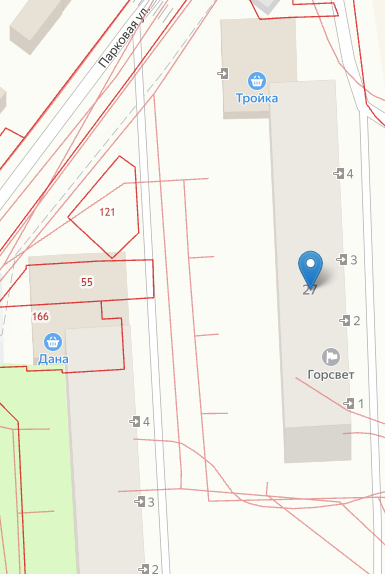 Парковая ул.
Тройка
4
121
3
55
27
166
2
Дана
Горсвет
1
4
3
2